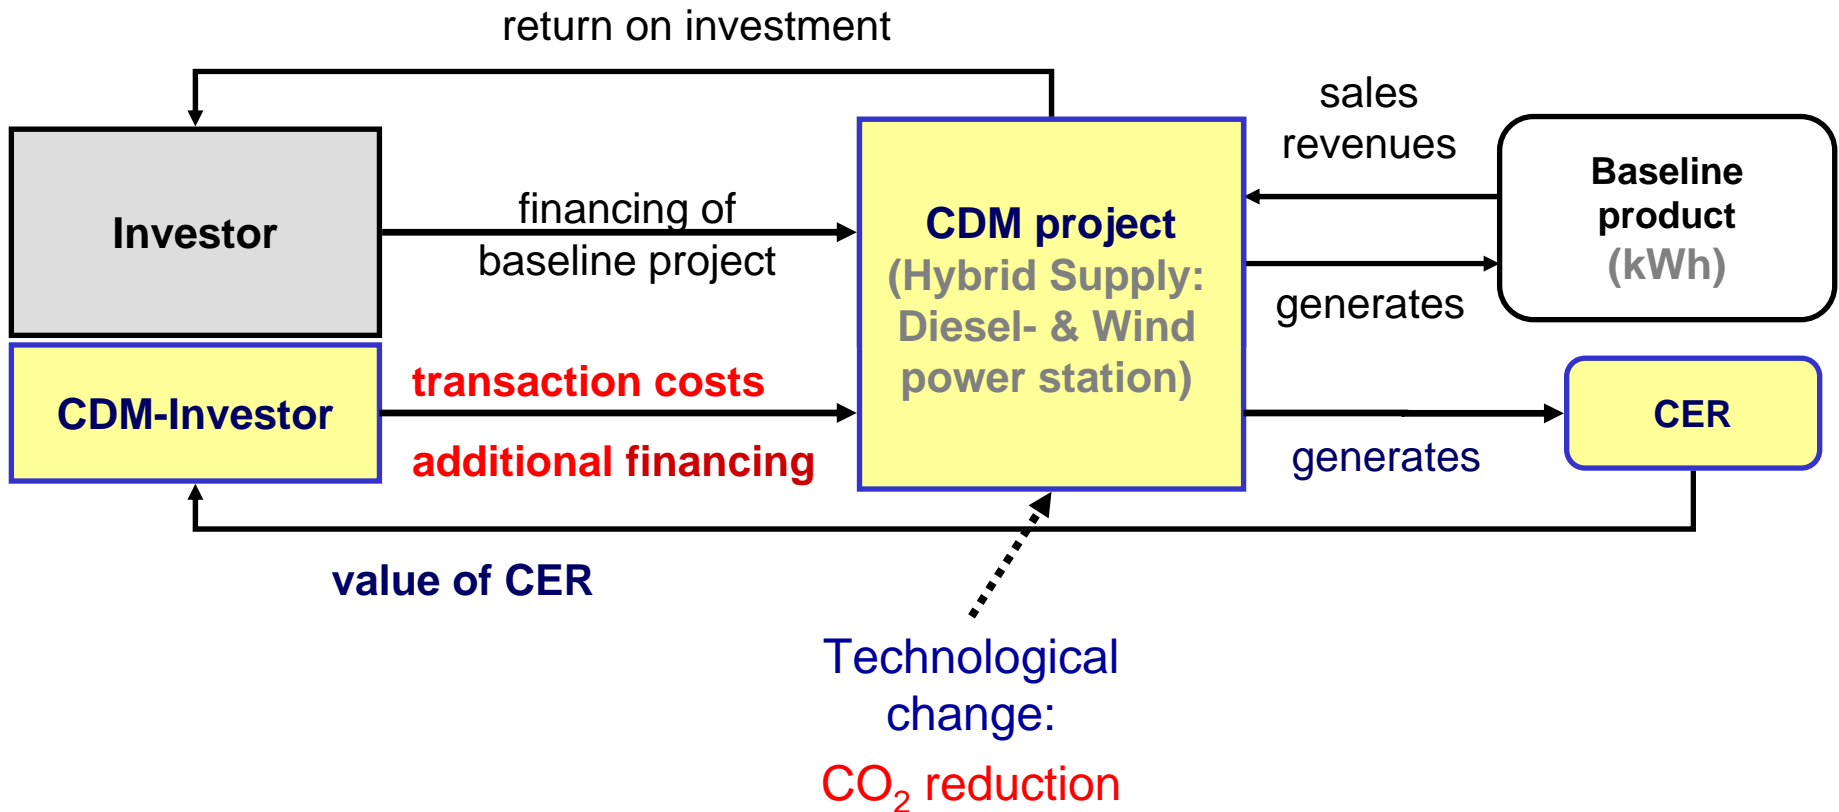 return on investment
Investor
financing of
baseline project
CDM project
(Hybrid Supply:
Diesel- & Wind
power station)
sales
revenues
generates
Baseline
product
(kWh)
CDM-Investor
transaction costs
additional financing
generates
CER
value of CER
Technological
change:
CO₂ reduction